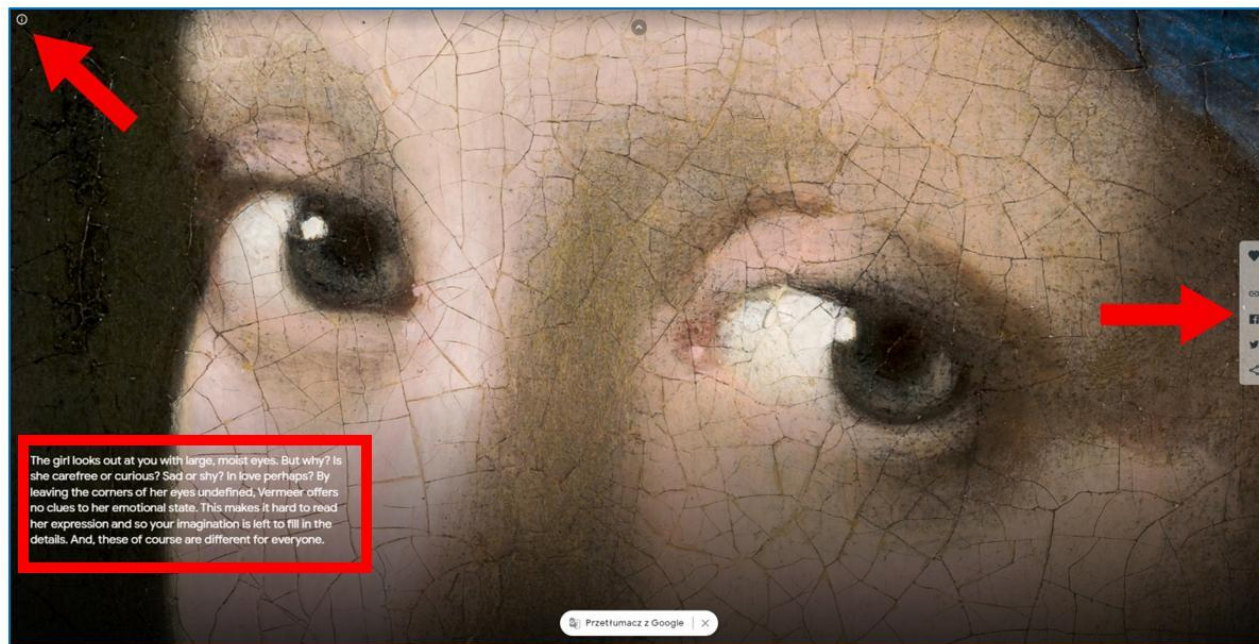 The girl looks out at you with large, moist eyes. But why? Is
she carefree or curious? Sad or shy? In love perhaps? By
leaving the corners of her eyes undefined, Vermeer offers
no clues to her emotional state. This makes it hard to read
her expression and so your imagination is left to fill in the
details. And, these of course are different for everyone.
Przetłumacz z Google